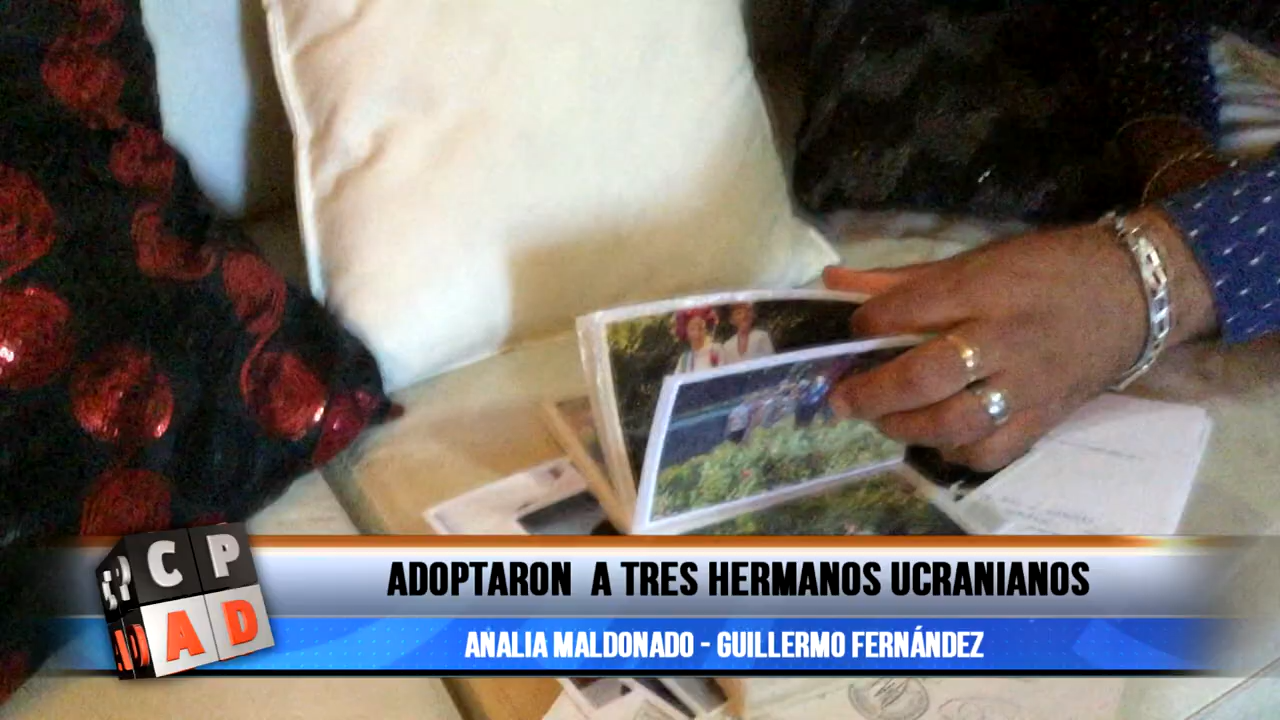 CP
AD
ADOPTARON A TRES HERMANOS UCRANIANOS
ANALIA MALDONADO - GUILLERMO FERNÁNDEZ